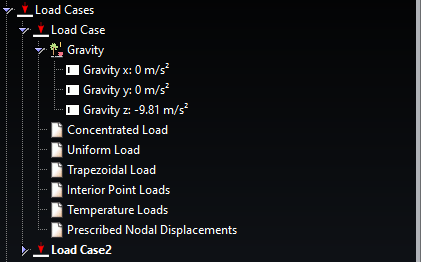 Load Cases
Load Case
Gravity
Gravity x: 0 m/s²
Gravity y: 0 m/s²
Gravity z: -9.81 m/s²
Concentrated Load
Uniform Load
Trapezoidal Load
Interior Point Loads
Temperature Loads
Prescribed Nodal Displacements
Load Case2